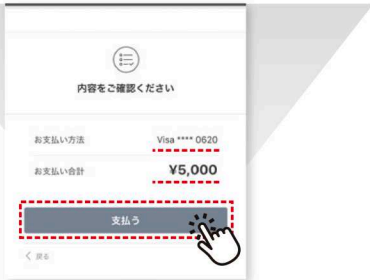 内容をご確認ください
お支払い方法 Visa **** 0620
お支払い合計 ¥5,000
支払う
< 戻る